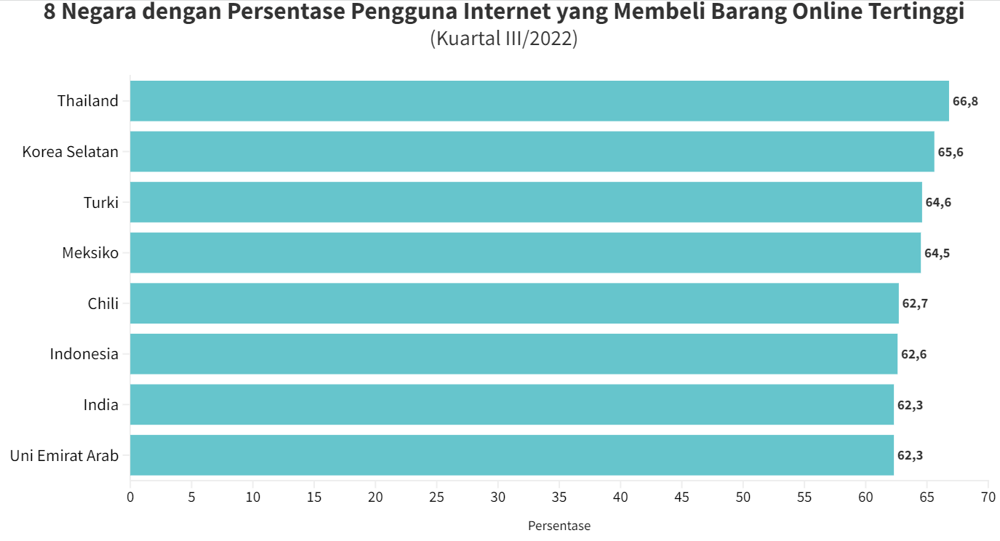 8 Negara dengan Persentase Pengguna Internet yang Membeli Barang Online Tertinggi
(Kuartal III/2022)
Thailand 66,8
Korea Selatan 65,6
Turki 64,6
Meksiko 64,5
Chili 62,7
Indonesia 62,6
India 62,3
Uni Emirat Arab 62,3
0 5 10 15 20 25 30 35 40 45 50 55 60 65 70
Persentase